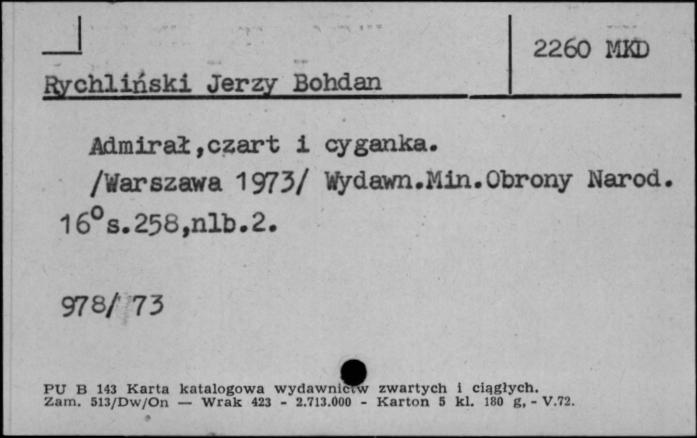 2260 MKD
Rychliński Jerzy Bohdan
Admirał,czart i cyganka.
/Warszawa 1973/ Wydawn.Min.Obrony Narod.
16°s.258,nlb.2.
978/ 73
PU B 143 Karta katalogowa wydawnictw zwartych i ciągłych.
Zam. 513/Dw/On — Wrak 423 - 2.713.000 - Karton 5 kl. 180 g, - V.72.